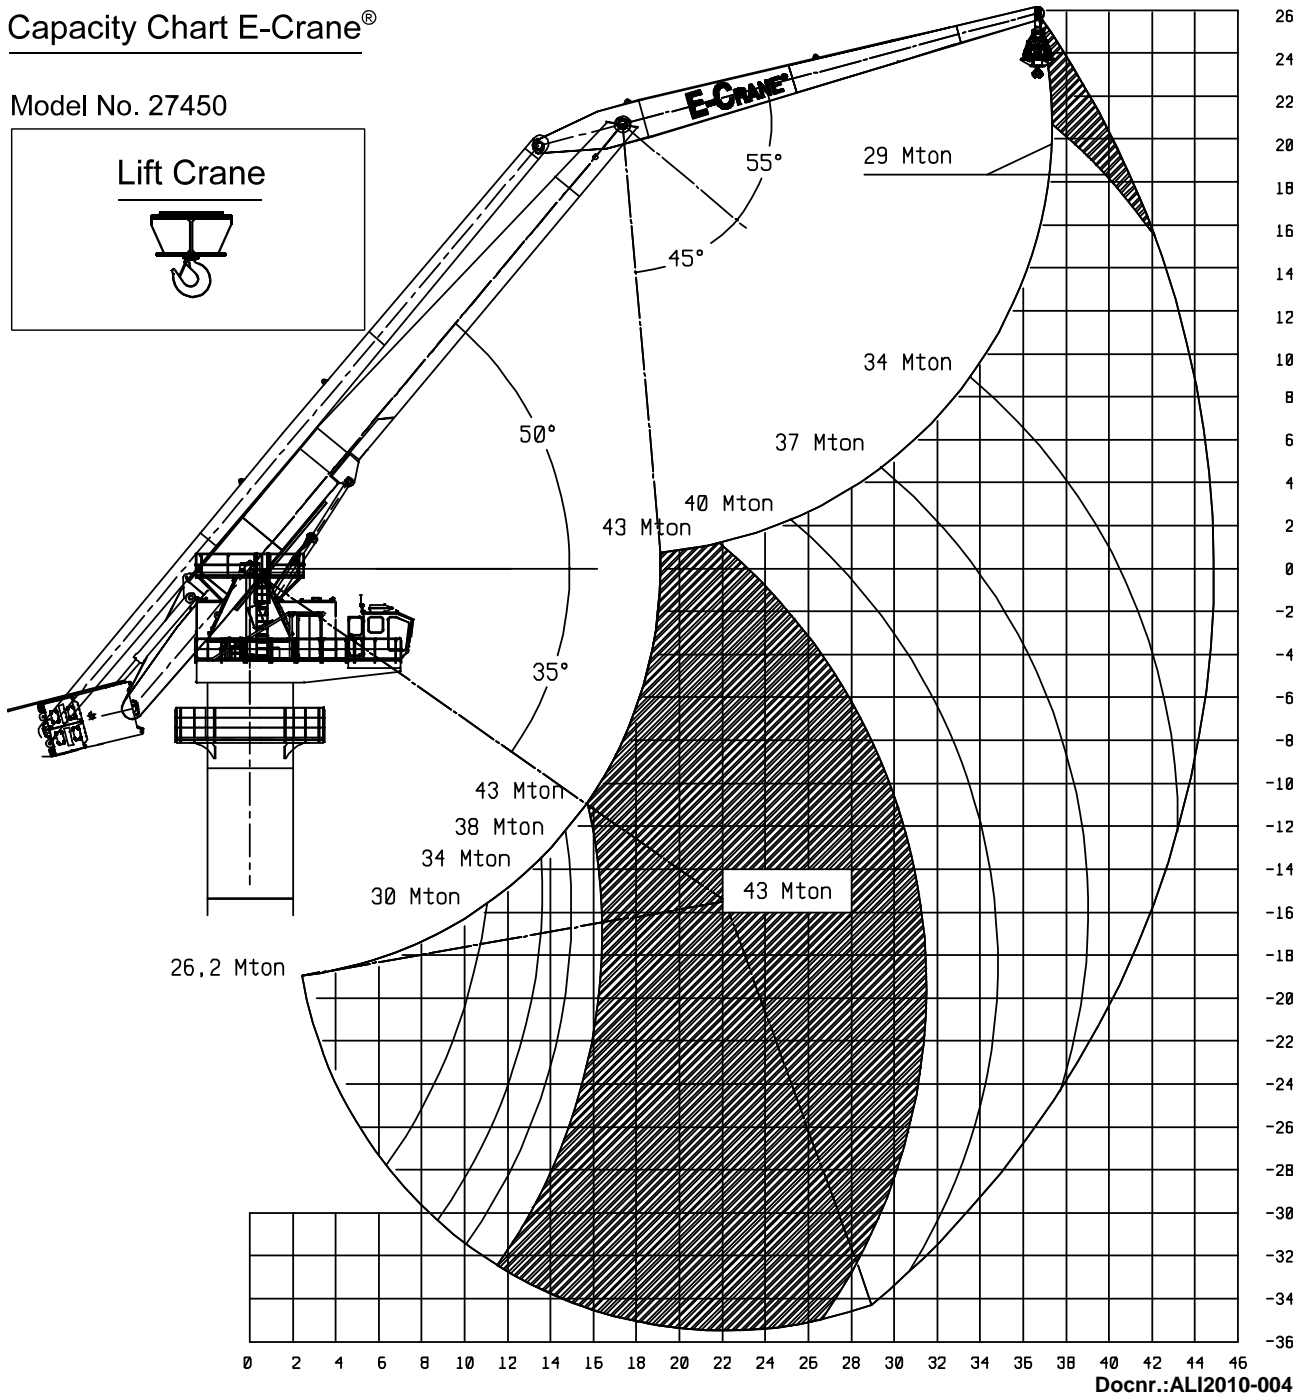 Capacity Chart E-Crane®
Model No. 27450
Lift Crane
E-CRANE®
55°
45°
50°
35°
29 Mton
34 Mton
37 Mton
40 Mton
43 Mton
43 Mton
38 Mton
34 Mton
30 Mton
26,2 Mton
43 Mton
26
24
22
20
18
16
14
12
10
8
6
4
2
0
-2
-4
-6
-8
-10
-12
-14
-16
-18
-20
-22
-24
-26
-28
-30
-32
-34
-36
0 2 4 6 8 10 12 14 16 18 20 22 24 26 28 30 32 34 36 38 40 42 44 46
Docnr.:ALI2010-004